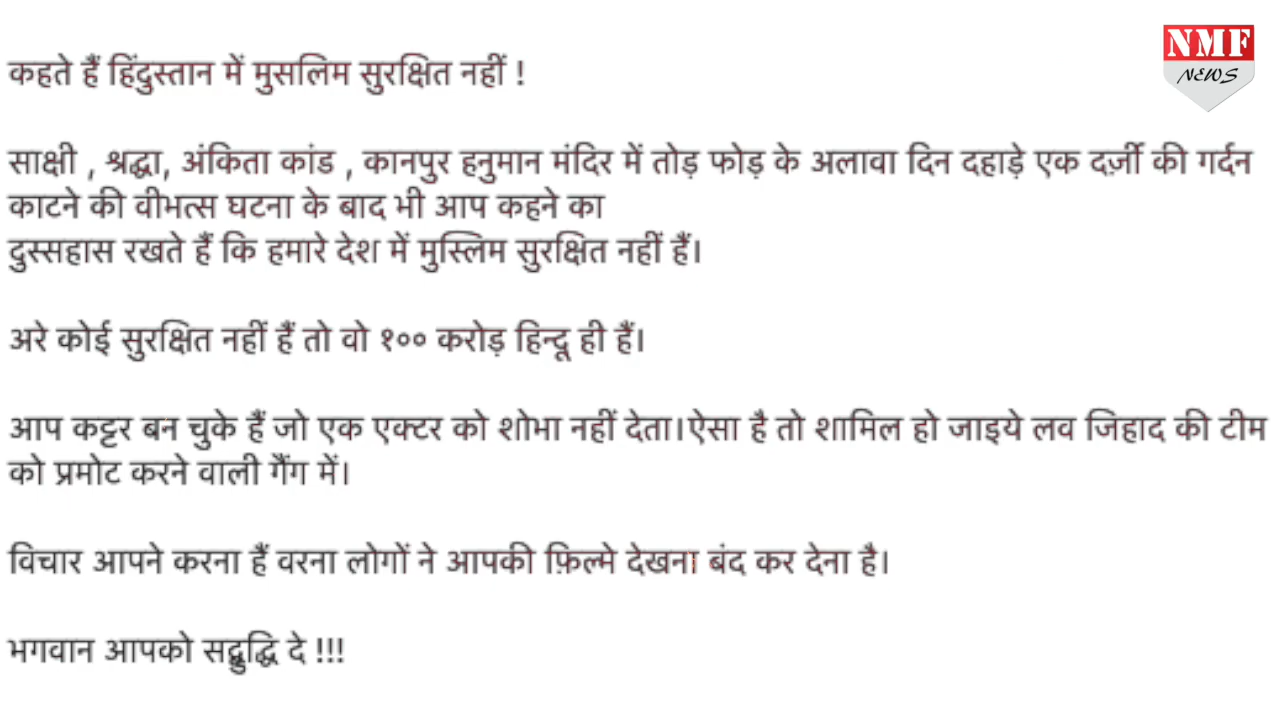 NMF
NEWS
कहते हैं हिंदुस्तान में मुसलिम सुरक्षित नहीं !
साक्षी , श्रद्धा, अंकिता कांड , कानपुर हनुमान मंदिर में तोड़ फोड़ के अलावा दिन दहाड़े एक दर्ज़ी की गर्दन
काटने की वीभत्स घटना के बाद भी आप कहने का
दुस्सहास रखते हैं कि हमारे देश में मुस्लिम सुरक्षित नहीं हैं।
अरे कोई सुरक्षित नहीं हैं तो वो १०० करोड़ हिन्दू ही हैं।
आप कट्टर बन चुके हैं जो एक एक्टर को शोभा नहीं देता।ऐसा है तो शामिल हो जाइये लव जिहाद की टीम
को प्रमोट करने वाली गैंग में।
विचार आपने करना हैं वरना लोगों ने आपकी फ़िल्मे देखना बंद कर देना है।
भगवान आपको सद्बुद्धि दे !!!